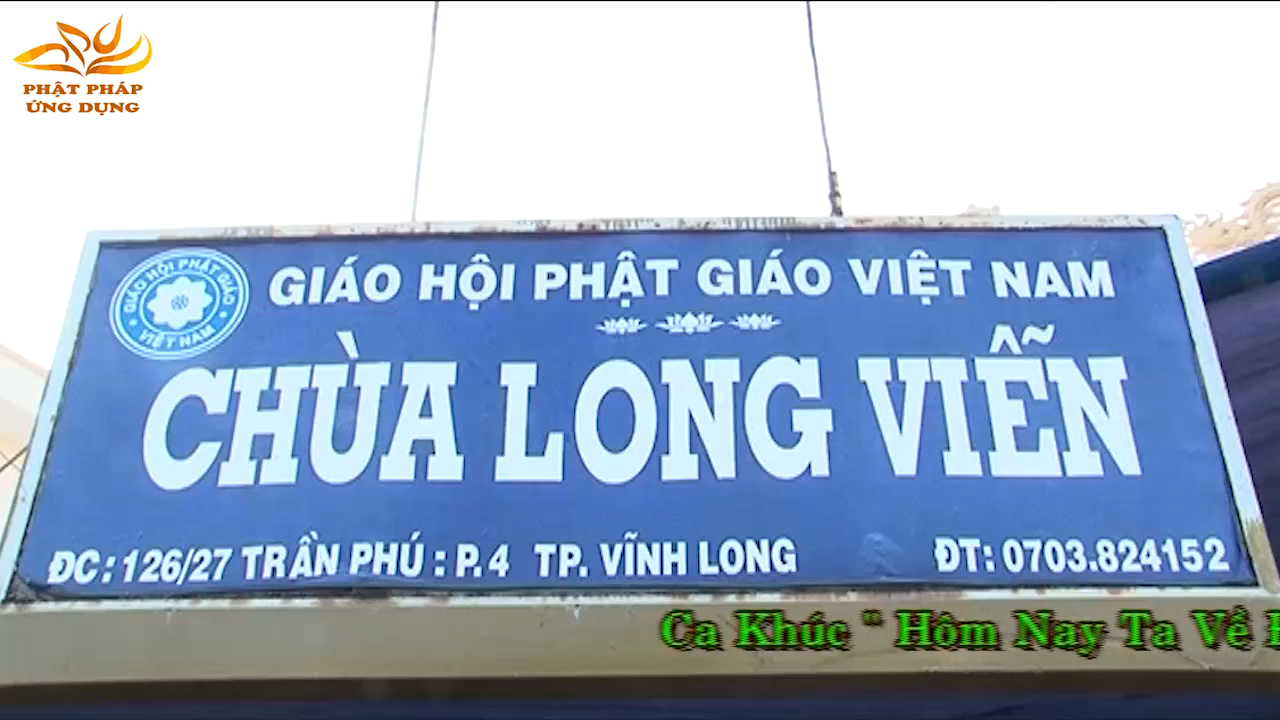 PHẬT PHÁP
ỨNG DỤNG
GIÁO HỘI PHẬT GIÁO VIỆT NAM
GIÁO HỘI PHẬT GIÁO
VIỆT NAM
CHÙA LONG VIỄN
ĐC: 126/27 TRẦN PHÚ: P.4 TP. VĨNH LONG
ĐT: 0703.824152
Ca Khúc " Hôm Nay Ta Về